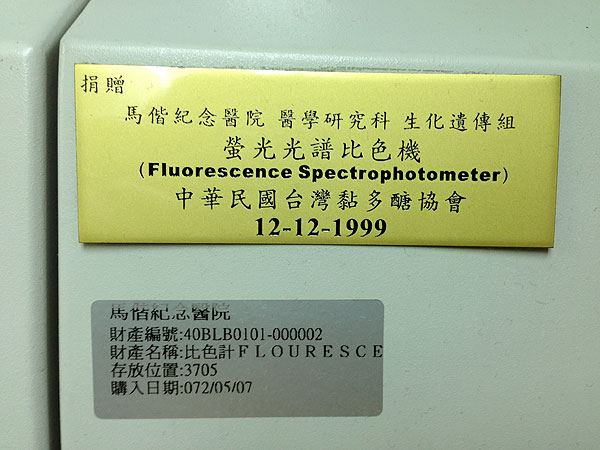 捐贈
馬偕紀念醫院 醫學研究科 生化遺傳組
螢光光譜比色機
(Fluorescence Spectrophotometer)
中華民國台灣黏多醣協會
12-12-1999
馬偕紀念醫院
財產編號:40BLB0101-000002
財產名稱:比色計FLOURESCE
存放位置:3705
購入日期:072/05/07